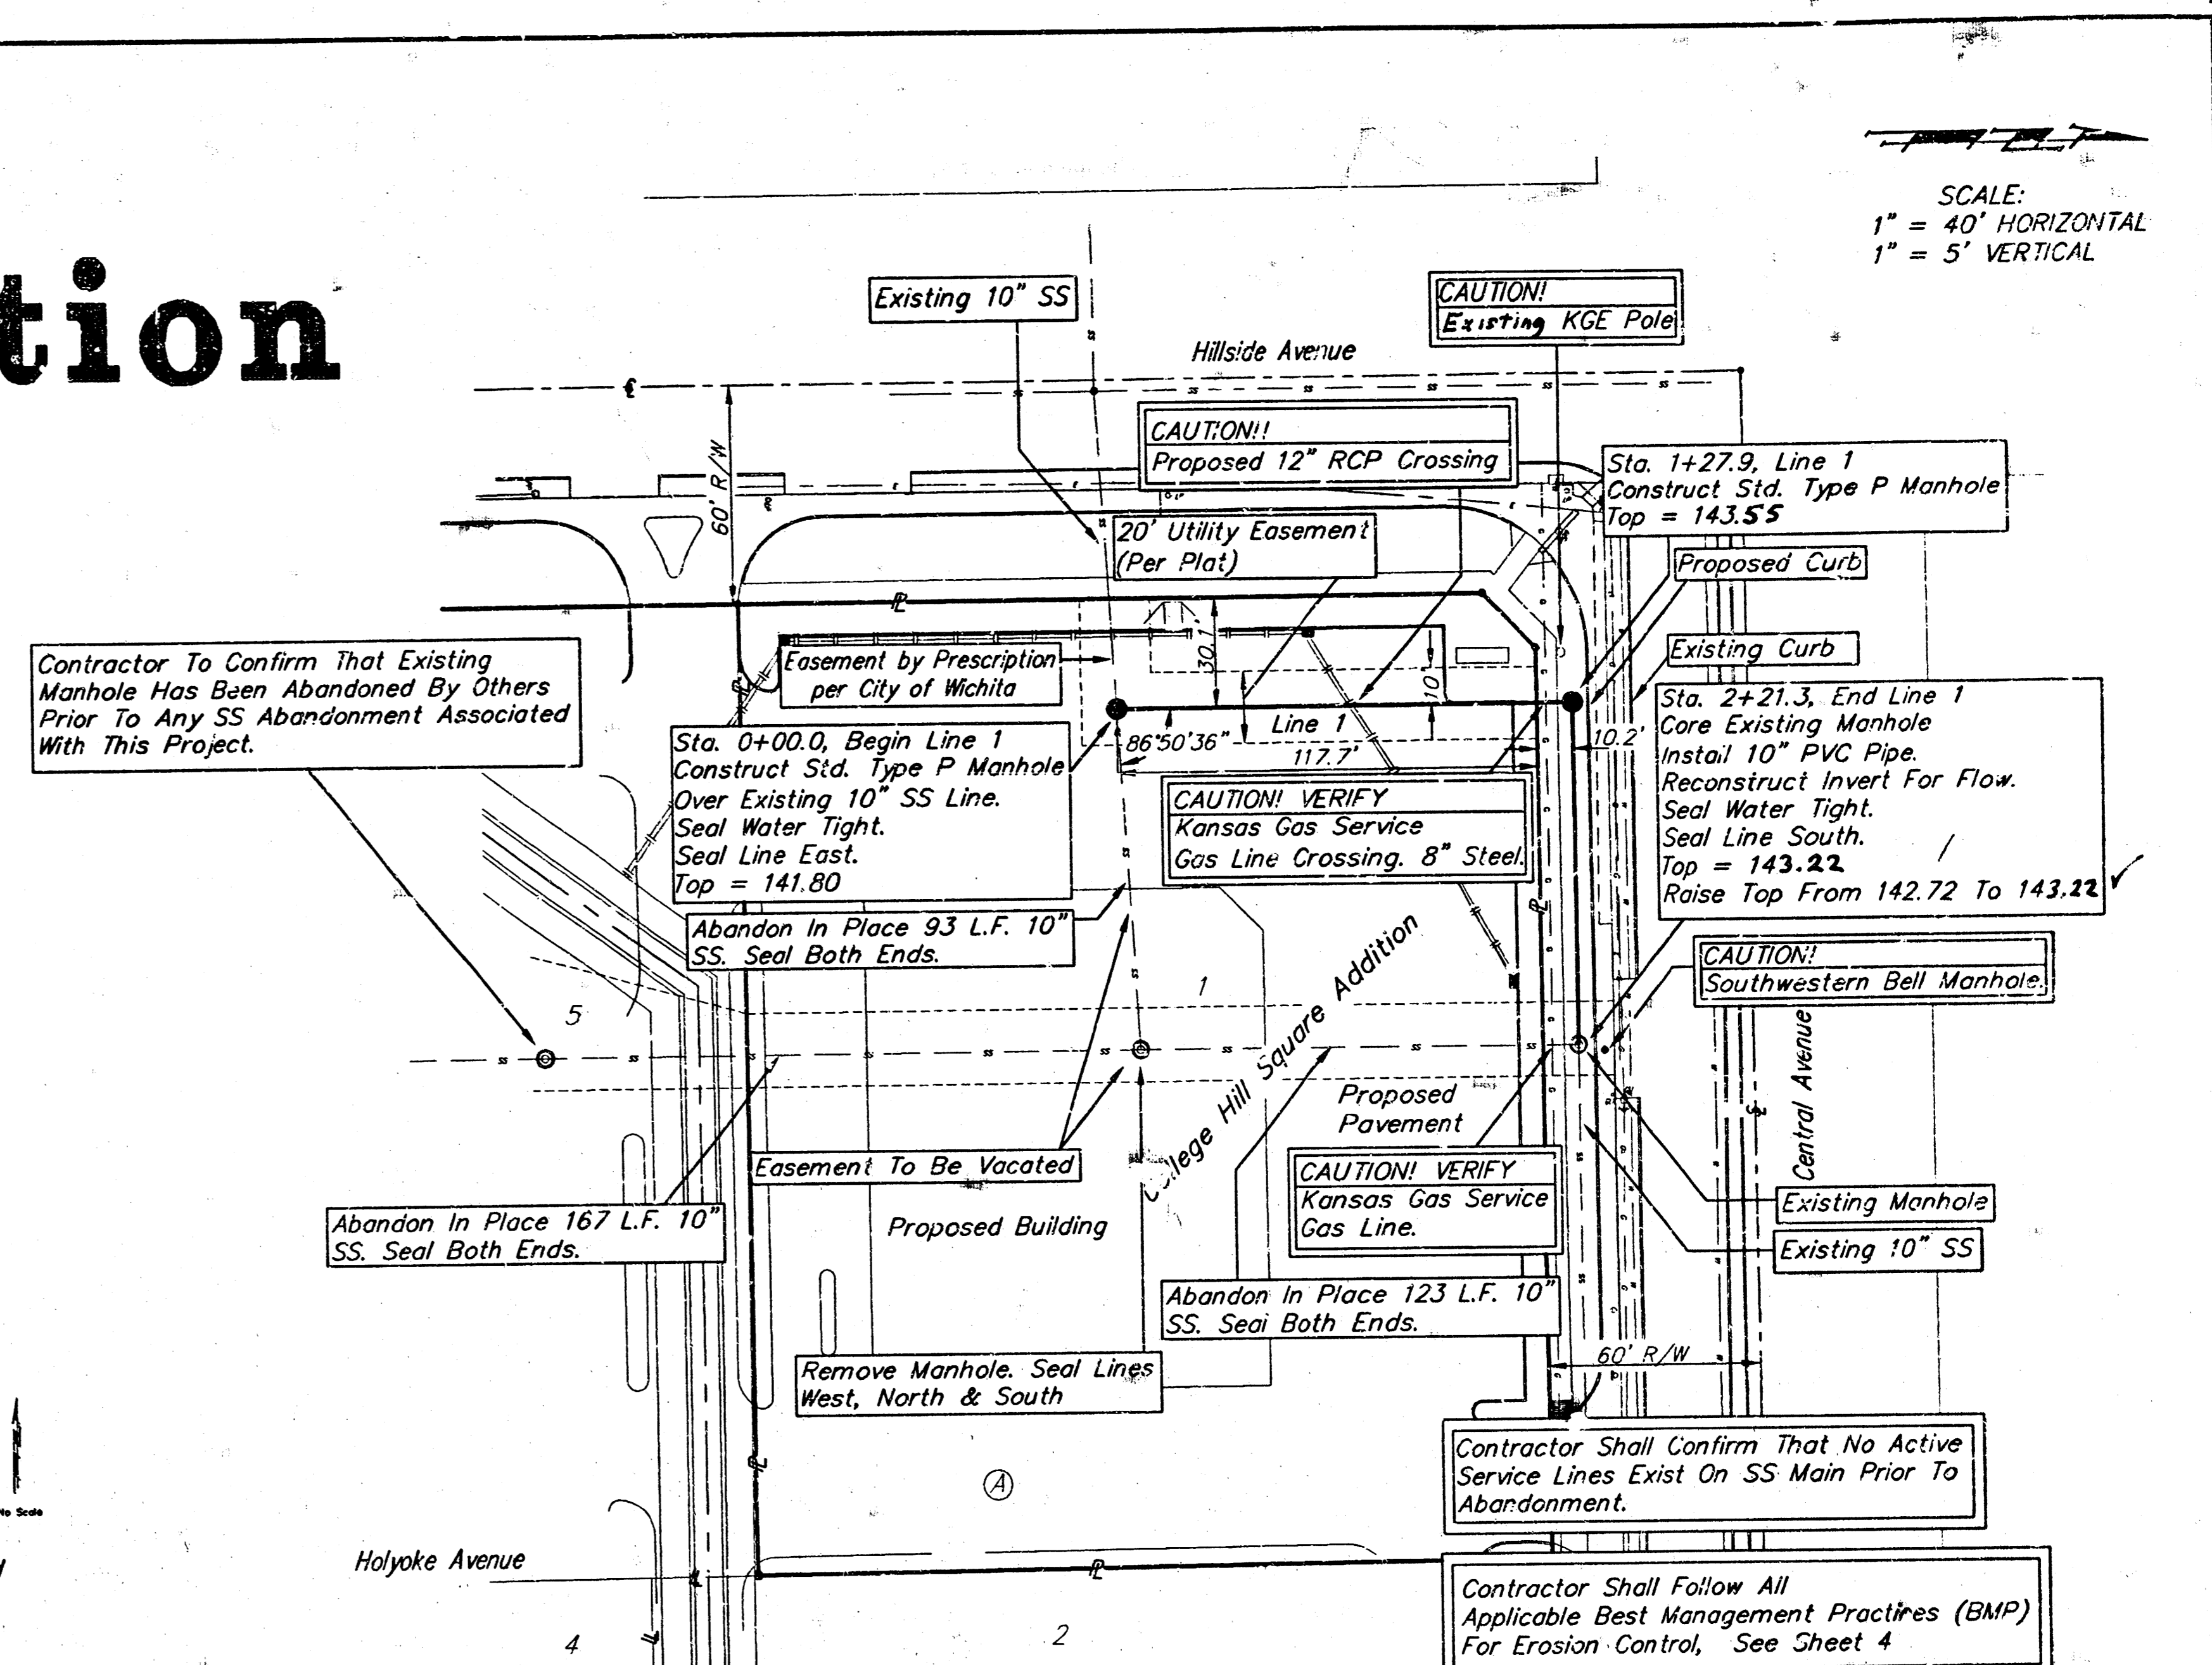 tion
SCALE:
1" = 40' HORIZONTAL
1" = 5' VERTICAL
Existing 10" SS
CAUTION!
Existing KGE Pole
Hillside Avenue
60' R/W
CAUTION!!
Proposed 12" RCP Crossing
Sta. 1+27.9, Line 1
Construct Std. Type P Manhole
Top = 143.55
20' Utility Easement
(Per Plat)
Proposed Curb
Existing Curb
Contractor To Confirm That Existing
Manhole Has Been Abandoned By Others
Prior To Any SS Abandonment Associated
With This Project.
Easement by Prescription
per City of Wichita
30.1'
10'
Line 1
86°50'36"
117.7'
10.2'
Sta. 0+00.0, Begin Line 1
Construct Std. Type P Manhole
Over Existing 10" SS Line.
Seal Water Tight.
Seal Line East.
Top = 141.80
Sta. 2+21.3, End Line 1
Core Existing Manhole
Install 10" PVC Pipe.
Reconstruct Invert For Flow.
Seal Water Tight.
Seal Line South.
Top = 143.22
Raise Top From 142.72 To 143.22 ✓
CAUTION! VERIFY
Kansas Gas Service
Gas Line Crossing. 8" Steel.
Abandon In Place 93 L.F. 10"
SS. Seal Both Ends.
CAUTION!
Southwestern Bell Manhole.
1
5
College Hill Square Addition
Central Avenue
Proposed
Pavement
Easement To Be Vacated
CAUTION! VERIFY
Kansas Gas Service
Gas Line.
Existing Manhole
Existing 10" SS
Abandon In Place 167 L.F. 10"
SS. Seal Both Ends.
Proposed Building
Abandon In Place 123 L.F. 10"
SS. Seal Both Ends.
60' R/W
Remove Manhole. Seal Lines
West, North & South
Contractor Shall Confirm That No Active
Service Lines Exist On SS Main Prior To
Abandonment.
A
No Scale
Holyoke Avenue
Contractor Shall Follow All
Applicable Best Management Practires (BMP)
For Erosion Control, See Sheet 4
4
2